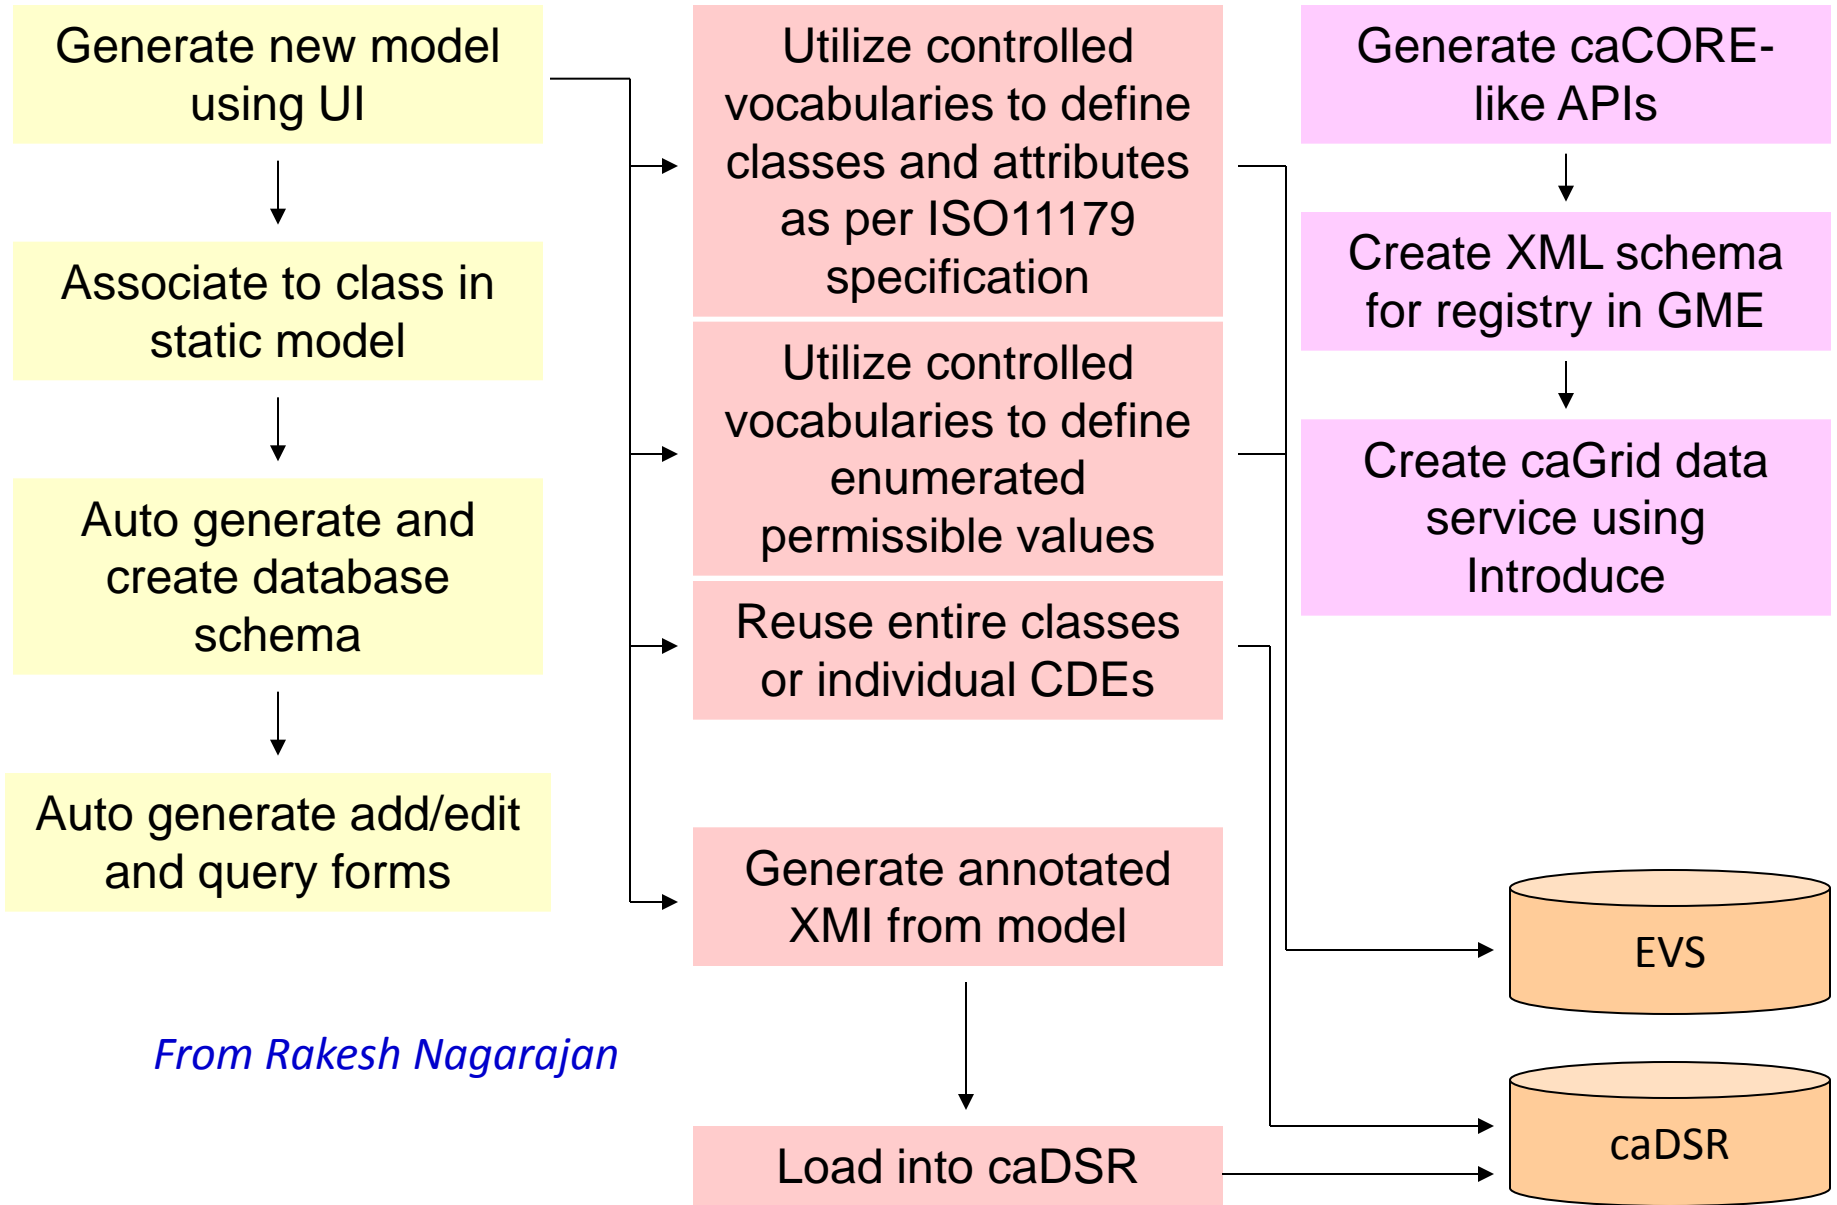 Generate new model
using UI
Associate to class in
static model
Auto generate and
create database
schema
Auto generate add/edit
and query forms
From Rakesh Nagarajan
Utilize controlled
vocabularies to define
classes and attributes
as per ISO11179
specification
Utilize controlled
vocabularies to define
enumerated
permissible values
Reuse entire classes
or individual CDEs
Generate annotated
XMI from model
Load into caDSR
Generate caCORE-
like APIs
Create XML schema
for registry in GME
Create caGrid data
service using
Introduce
EVS
caDSR